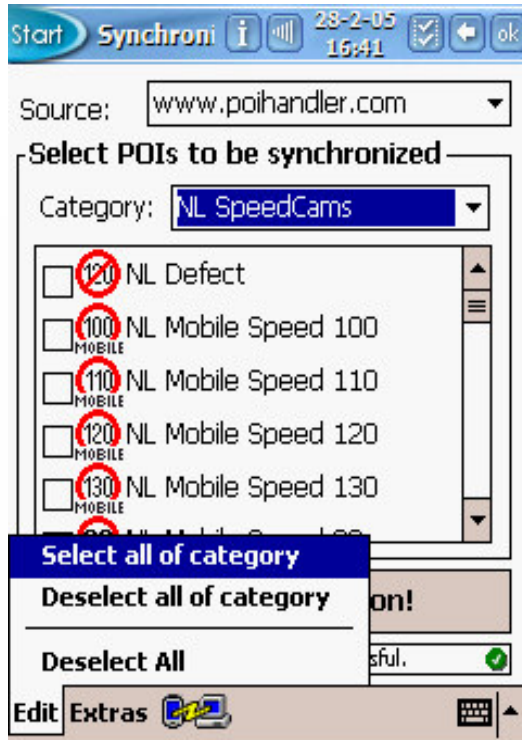 Start Synchroni 28-2-05 16:41 ok
Source: www.poihandler.com
Select POIs to be synchronized
Category: NL SpeedCams
120 NL Defect
100 MOBILE NL Mobile Speed 100
110 MOBILE NL Mobile Speed 110
120 MOBILE NL Mobile Speed 120
130 MOBILE NL Mobile Speed 130
Select all of category
Deselect all of category
on!
Deselect All
sful.
Edit Extras